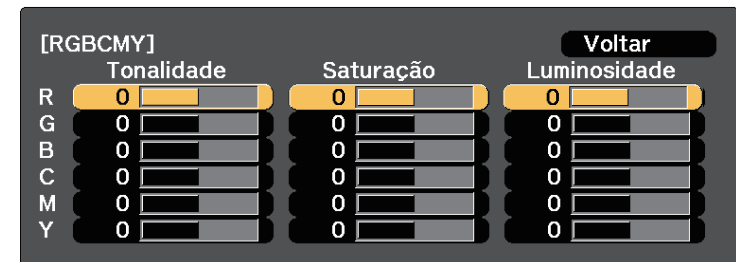 [RGBCMY] Voltar
Tonalidade Saturação Luminosidade
R 0 0 0
G 0 0 0
B 0 0 0
C 0 0 0
M 0 0 0
Y 0 0 0